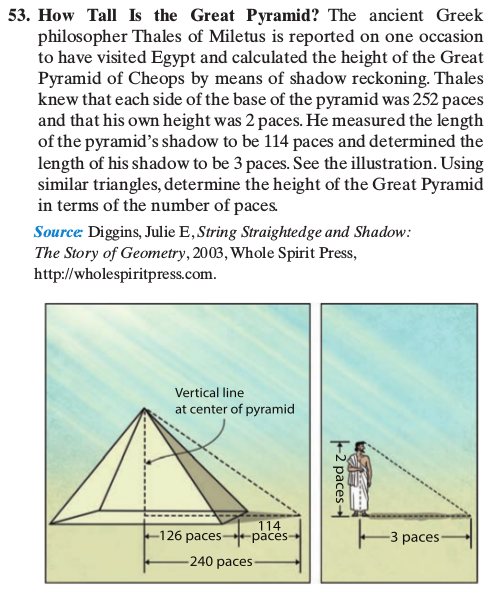 53. How Tall Is the Great Pyramid? The ancient Greek
philosopher Thales of Miletus is reported on one occasion
to have visited Egypt and calculated the height of the Great
Pyramid of Cheops by means of shadow reckoning. Thales
knew that each side of the base of the pyramid was 252 paces
and that his own height was 2 paces. He measured the length
of the pyramid's shadow to be 114 paces and determined the
length of his shadow to be 3 paces. See the illustration. Using
similar triangles, determine the height of the Great Pyramid
in terms of the number of paces.
Source: Diggins, Julie E, String Straightedge and Shadow:
The Story of Geometry, 2003, Whole Spirit Press,
http://wholespiritpress.com.
Vertical line
at center of pyramid
114
126 paces
paces
240 paces
2 paces
3 paces